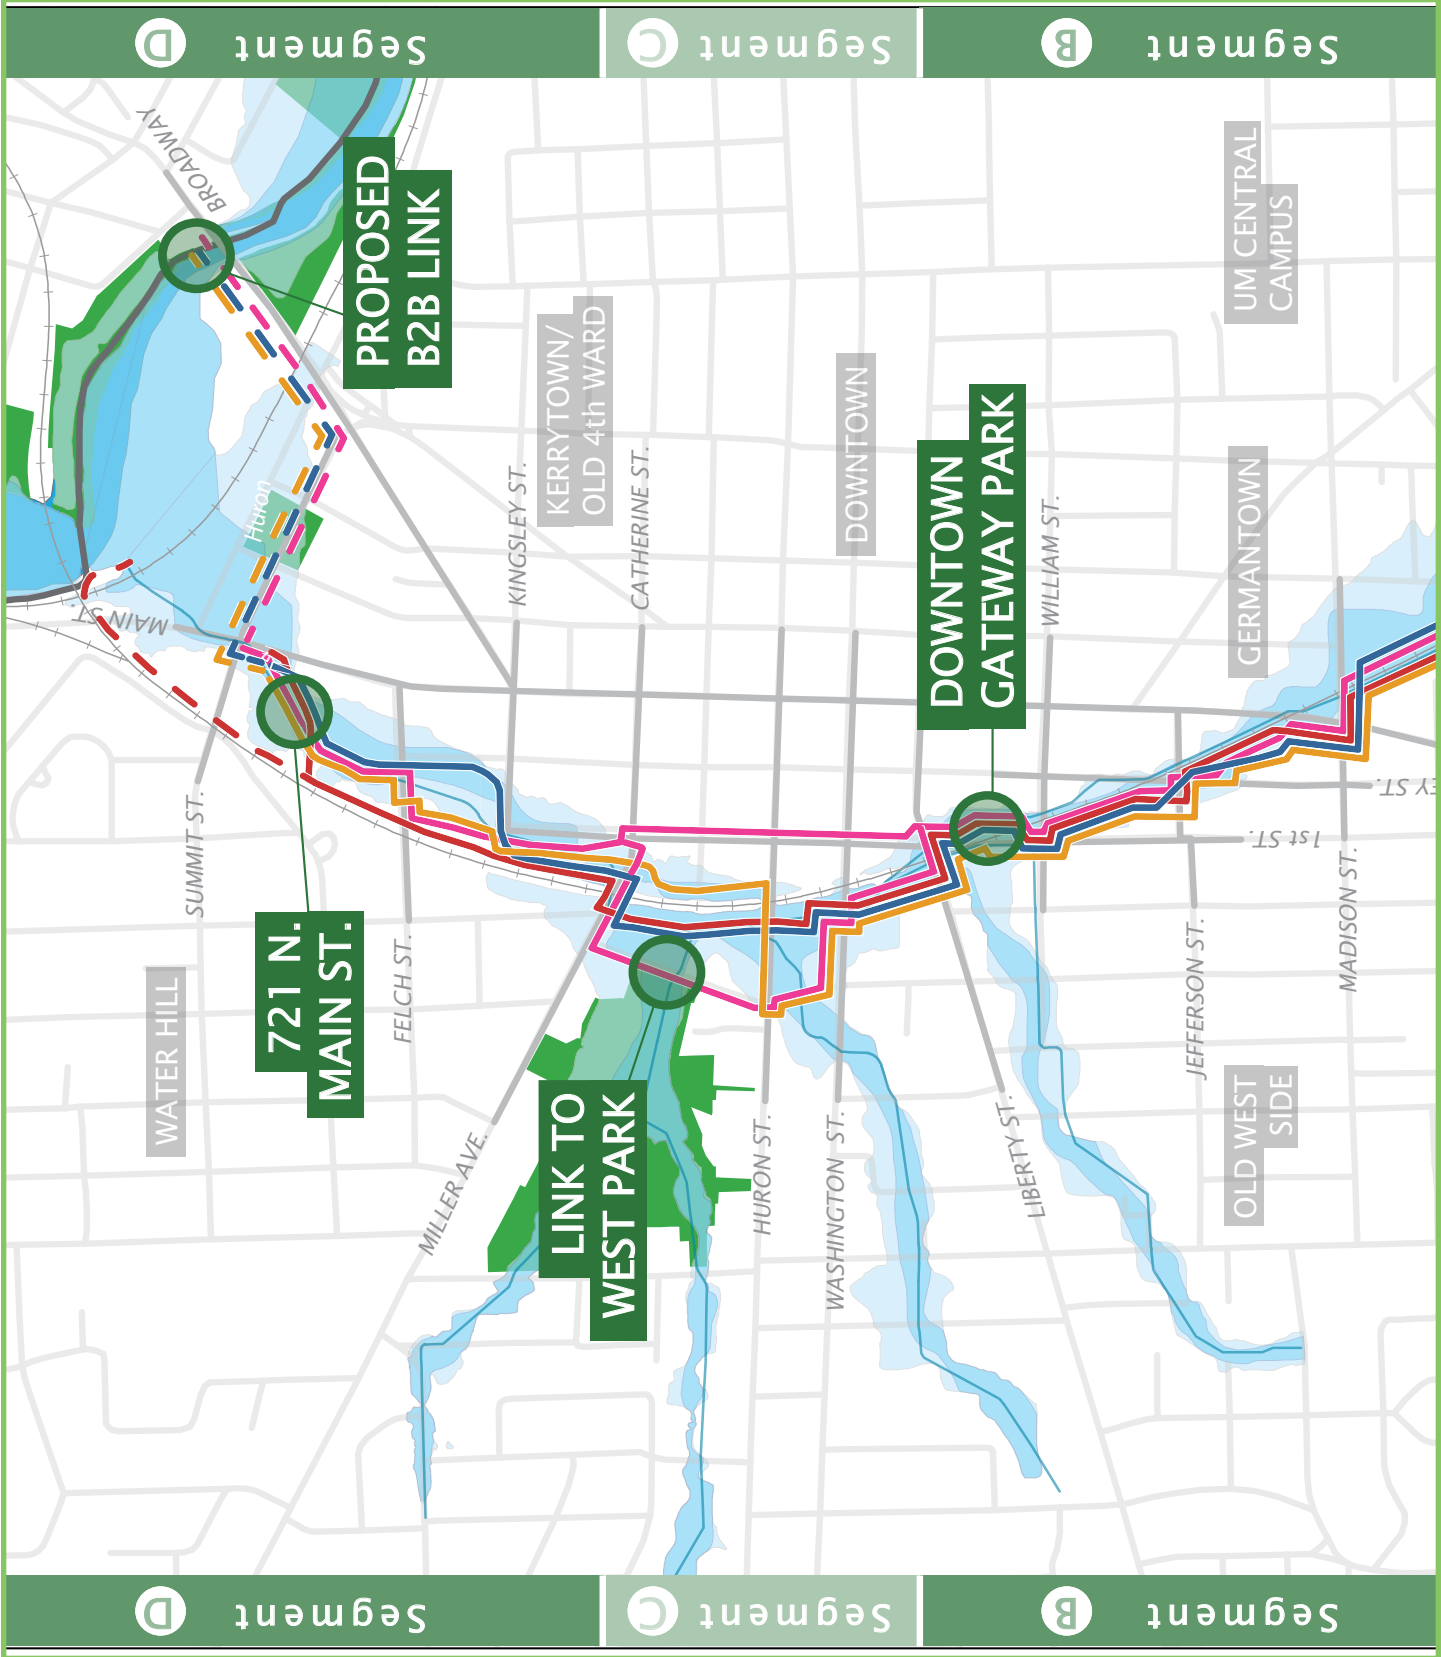 Segment D
Segment C
Segment B
BROADWAY
PROPOSED
B2B LINK
UM CENTRAL
CAMPUS
KERRYTOWN/
OLD 4th WARD
DOWNTOWN
DOWNTOWN
GATEWAY PARK
GERMANTOWN
KINGSLEY ST.
CATHERINE ST.
WILLIAM ST.
Huron
MAIN ST.
SUMMIT ST.
EY ST.
1st ST.
MADISON ST.
721 N.
MAIN ST.
FELCH ST.
WATER HILL
JEFFERSON ST.
LINK TO
WEST PARK
MILLER AVE.
HURON ST.
WASHINGTON ST.
LIBERTY ST.
OLD WEST
SIDE
Segment D
Segment C
Segment B